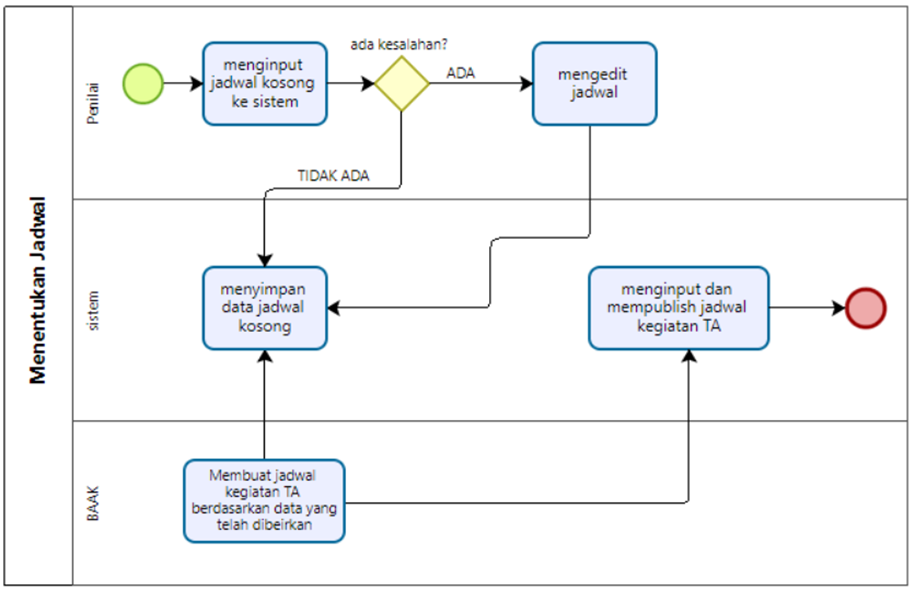 Menentukan Jadwal
Penilai
menginput
jadwal kosong
ke sistem
ada kesalahan?
ADA
mengedit
jadwal
TIDAK ADA
sistem
menyimpan
data jadwal
kosong
menginput dan
mempublish jadwal
kegiatan TA
BAAK
Membuat jadwal
kegiatan TA
berdasarkan data yang
telah dibeirkan